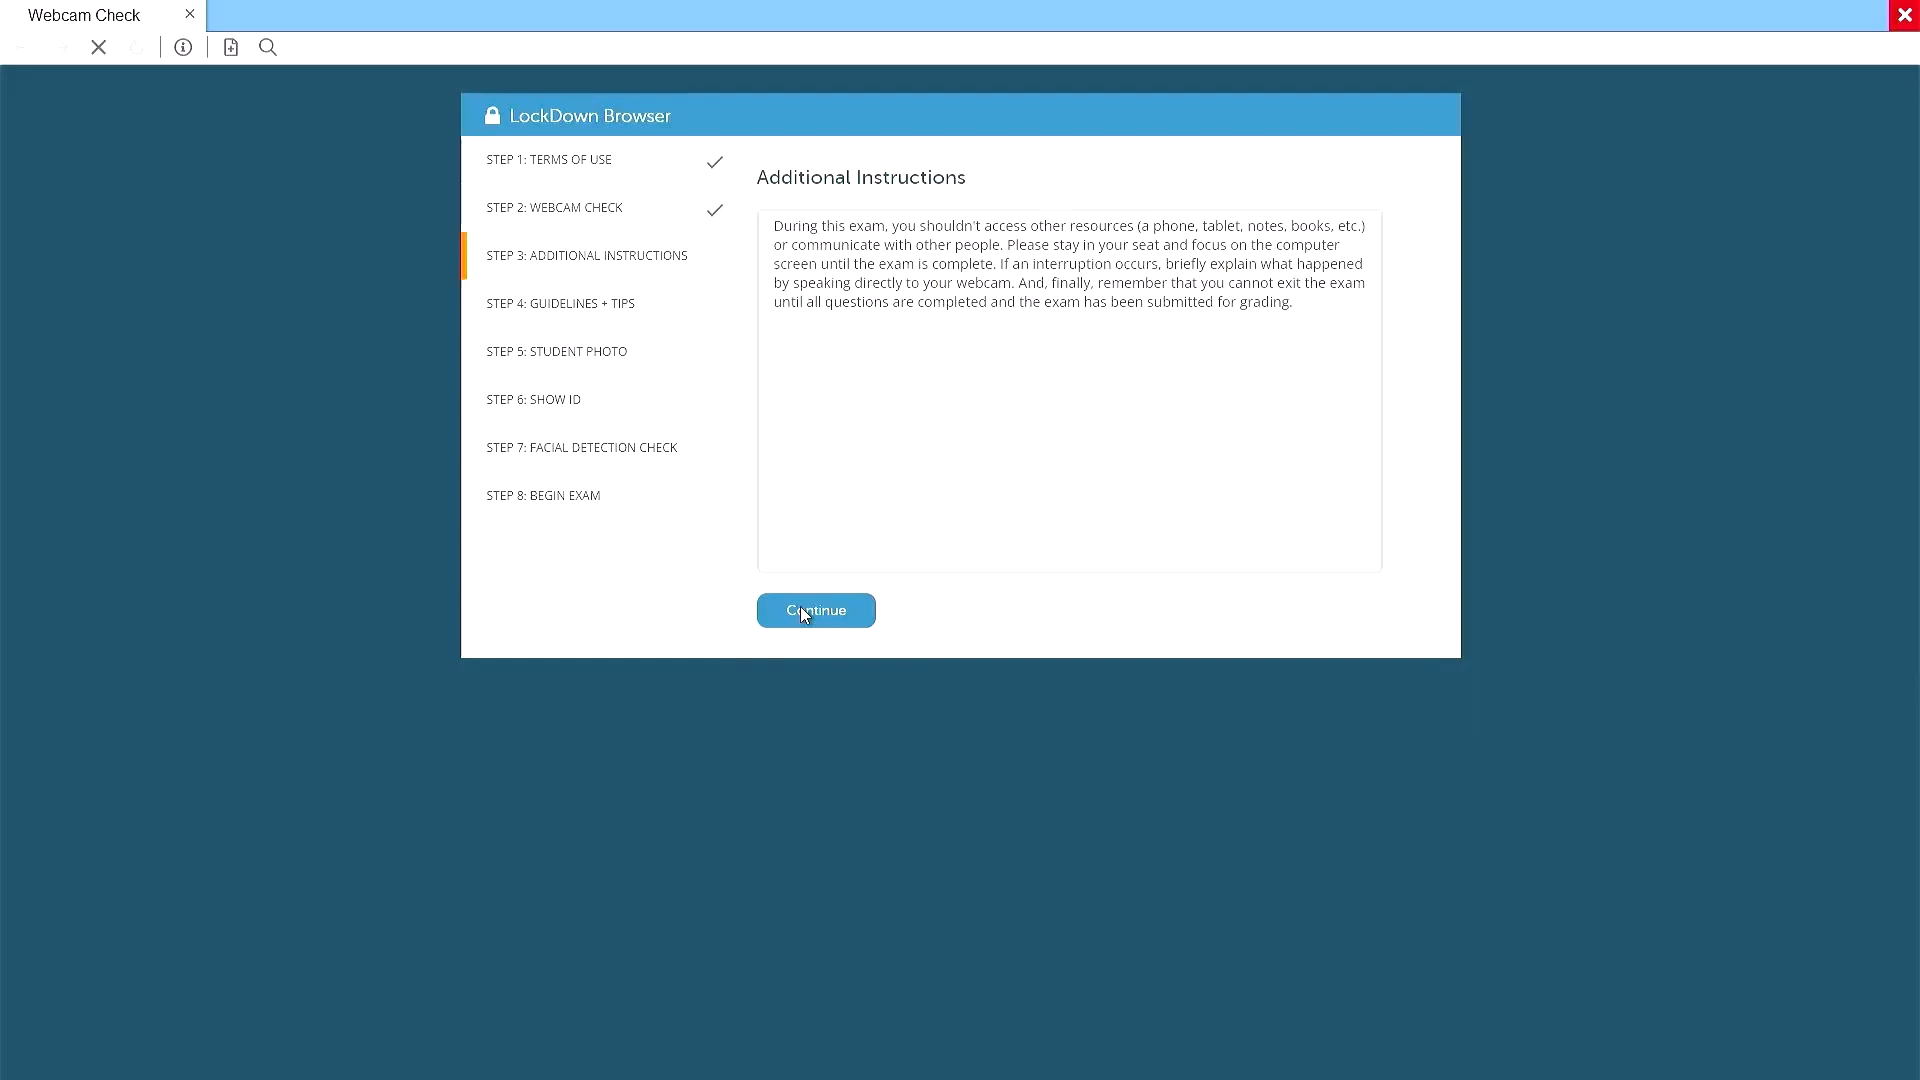 Webcam Check
LockDown Browser
STEP 1: TERMS OF USE
STEP 2: WEBCAM CHECK
STEP 3: ADDITIONAL INSTRUCTIONS
STEP 4: GUIDELINES + TIPS
STEP 5: STUDENT PHOTO
STEP 6: SHOW ID
STEP 7: FACIAL DETECTION CHECK
STEP 8: BEGIN EXAM
Additional Instructions
During this exam, you shouldn't access other resources (a phone, tablet, notes, books, etc.)
or communicate with other people. Please stay in your seat and focus on the computer
screen until the exam is complete. If an interruption occurs, briefly explain what happened
by speaking directly to your webcam. And, finally, remember that you cannot exit the exam
until all questions are completed and the exam has been submitted for grading.
Continue